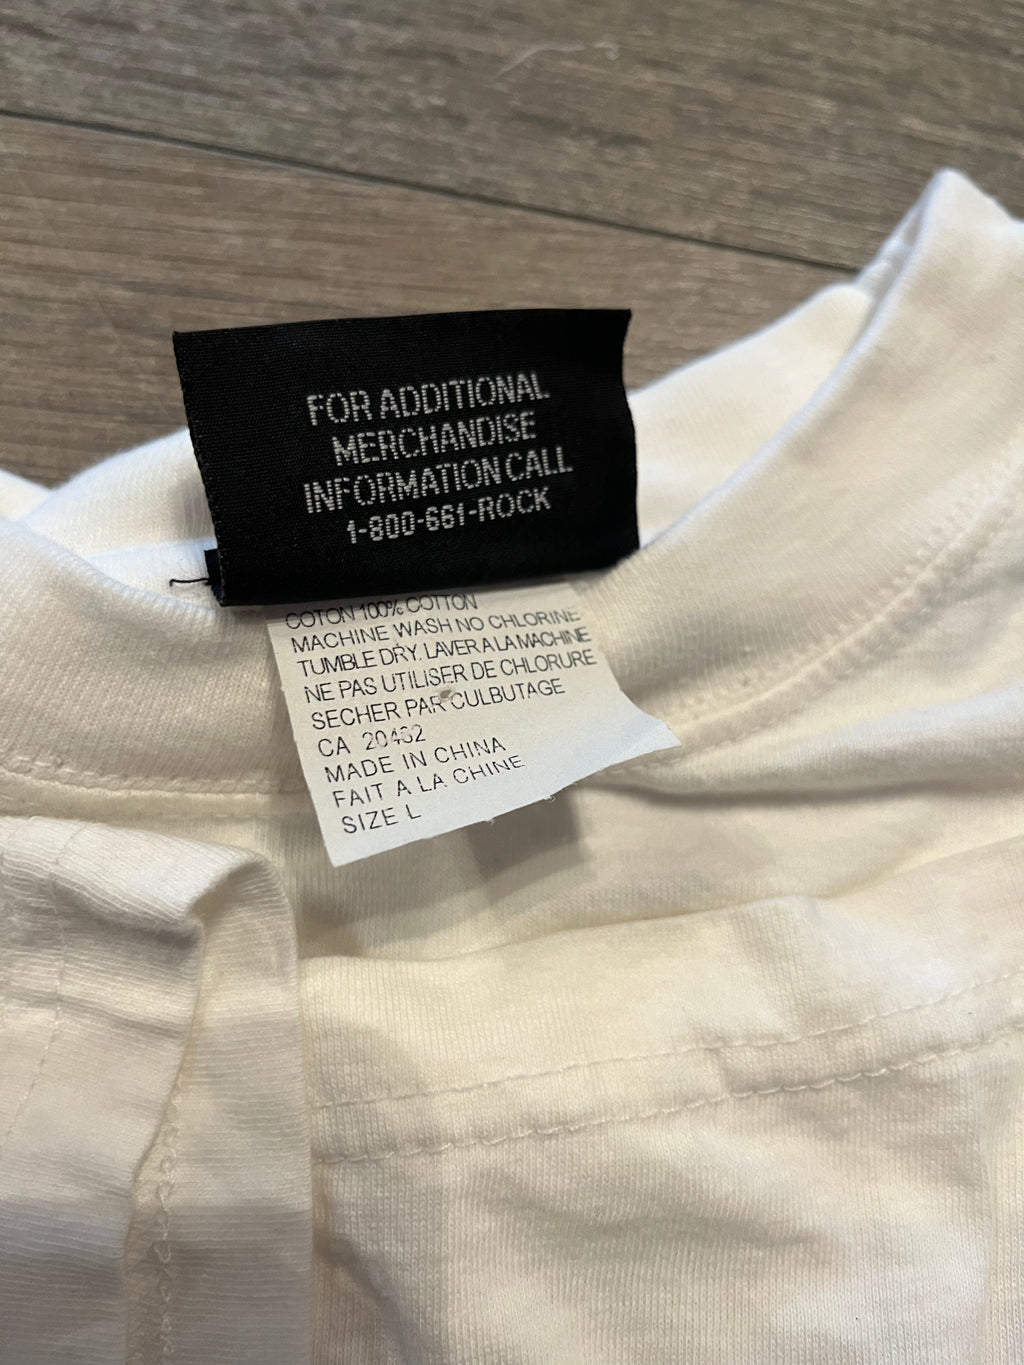 FOR ADDITIONAL
MERCHANDISE
INFORMATION CALL
1-800-661-ROCK
COTON 100% COTTON
MACHINE WASH NO CHLORINE
TUMBLE DRY. LAVER A LA MACHINE
NE PAS UTILISER DE CHLORURE
SECHER PAR CULBUTAGE
CA 20432
MADE IN CHINA
FAIT A LA CHINE
SIZE L